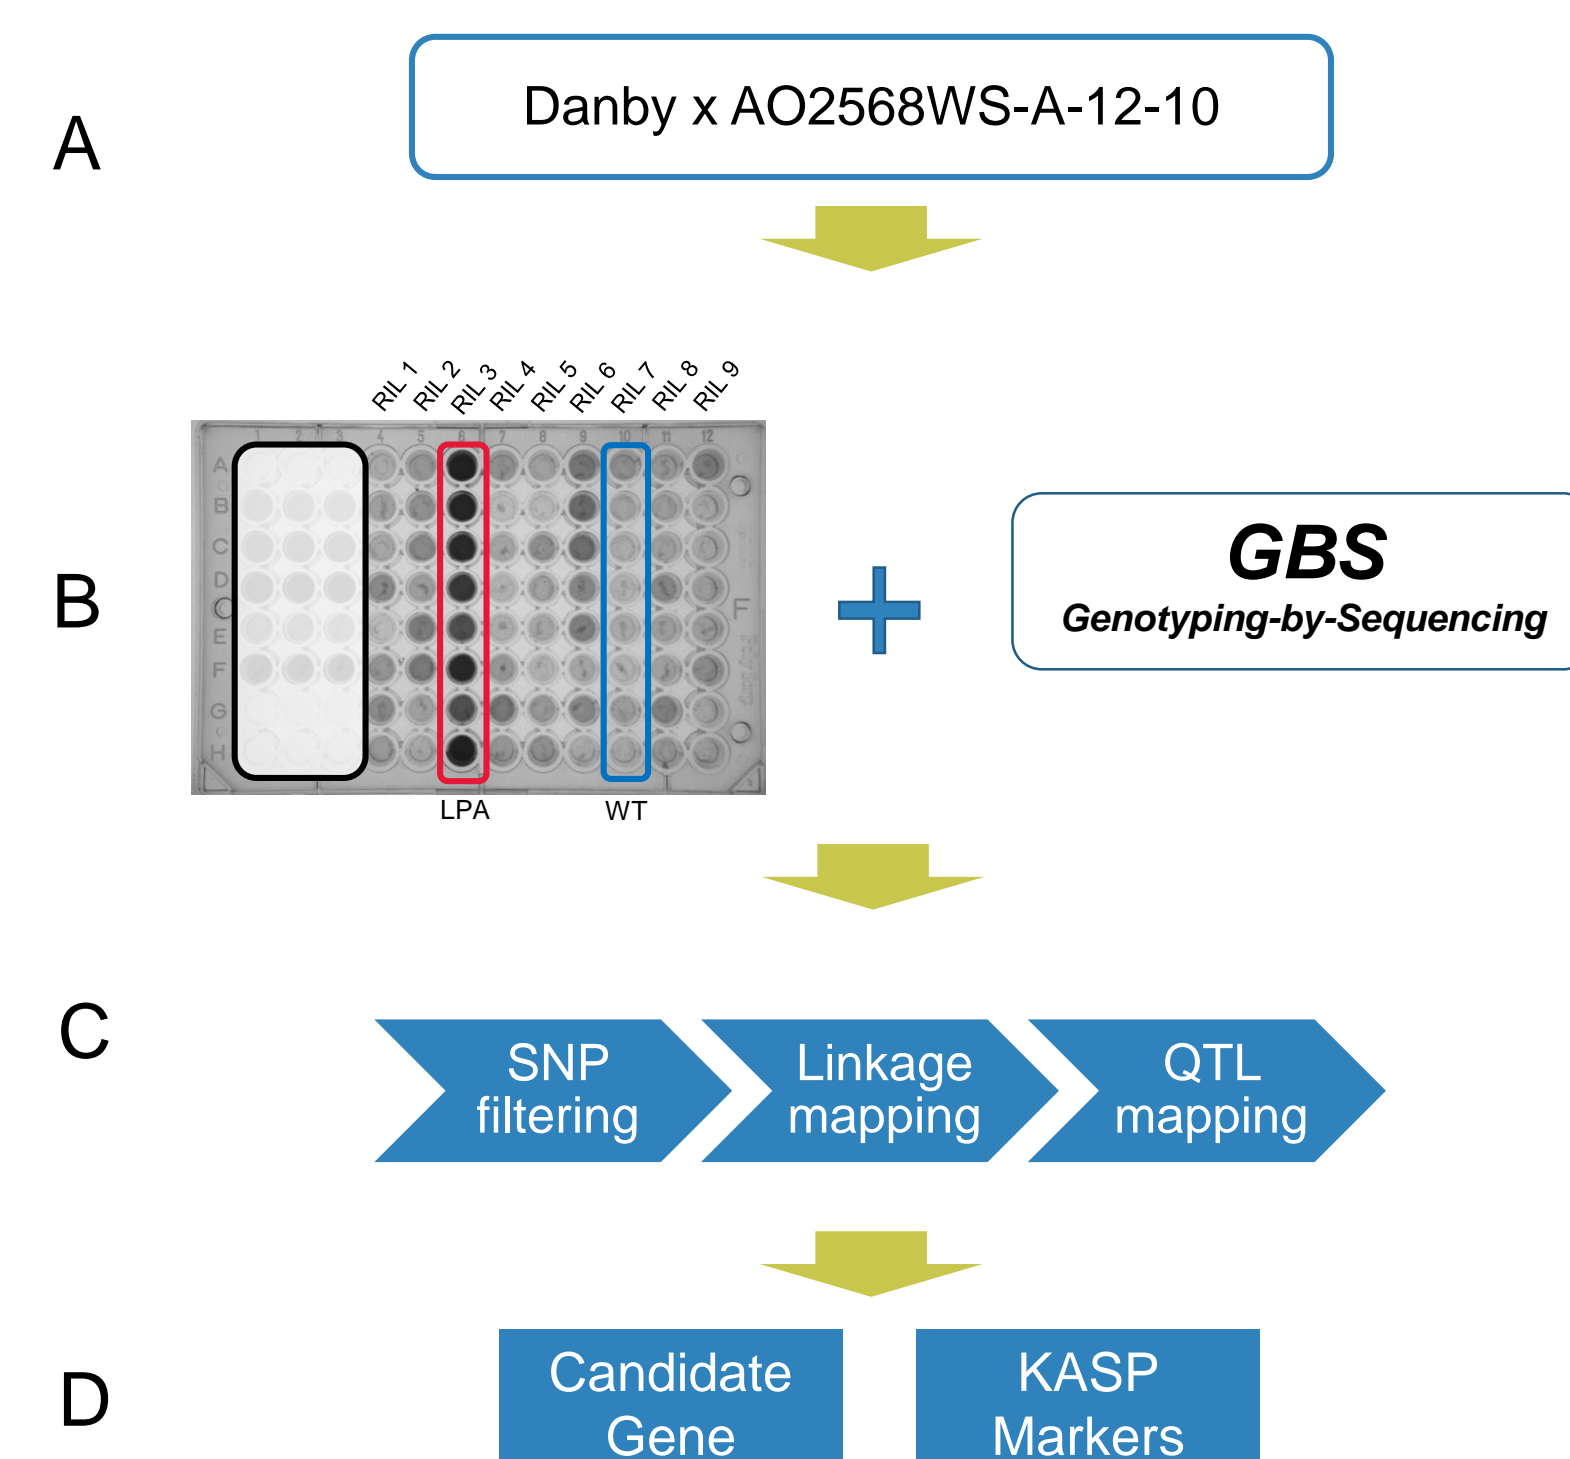 A
Danby x AO2568WS-A-12-10
RIL 1
RIL 2
RIL 3
RIL 4
RIL 5
RIL 6
RIL 7
RIL 8
RIL 9
1 2 3 4 5 6 7 8 9 10 11 12
A
B
C
D
E
F
G
H
F
LPA
WT
B
GBS
Genotyping-by-Sequencing
C
SNP
filtering
Linkage
mapping
QTL
mapping
D
Candidate
Gene
KASP
Markers